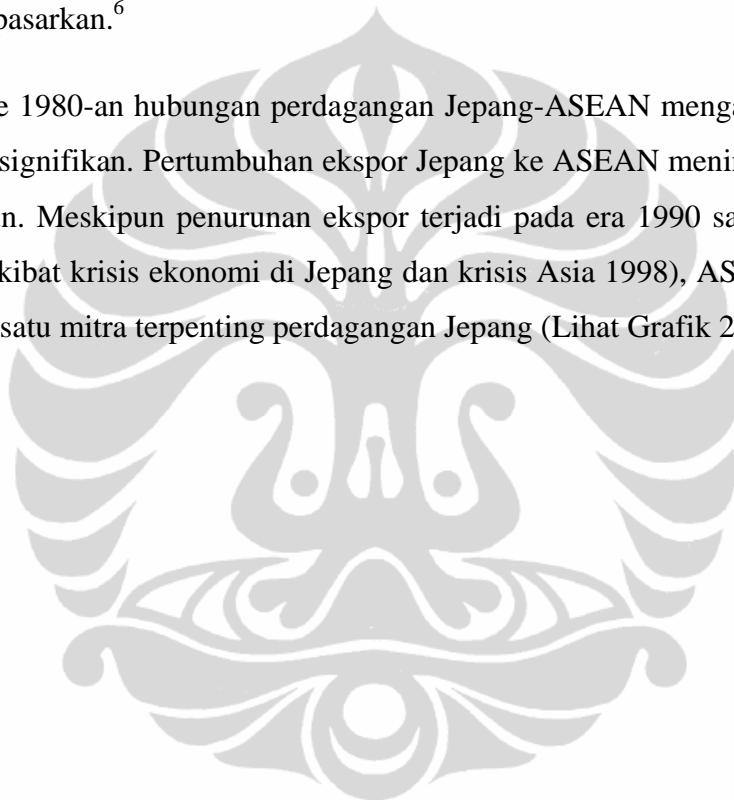 pasarkan.⁶
e 1980-an hubungan perdagangan Jepang-ASEAN menga
signifikan. Pertumbuhan ekspor Jepang ke ASEAN menin
n. Meskipun penurunan ekspor terjadi pada era 1990 sa
kibat krisis ekonomi di Jepang dan krisis Asia 1998), AS
satu mitra terpenting perdagangan Jepang (Lihat Grafik 2